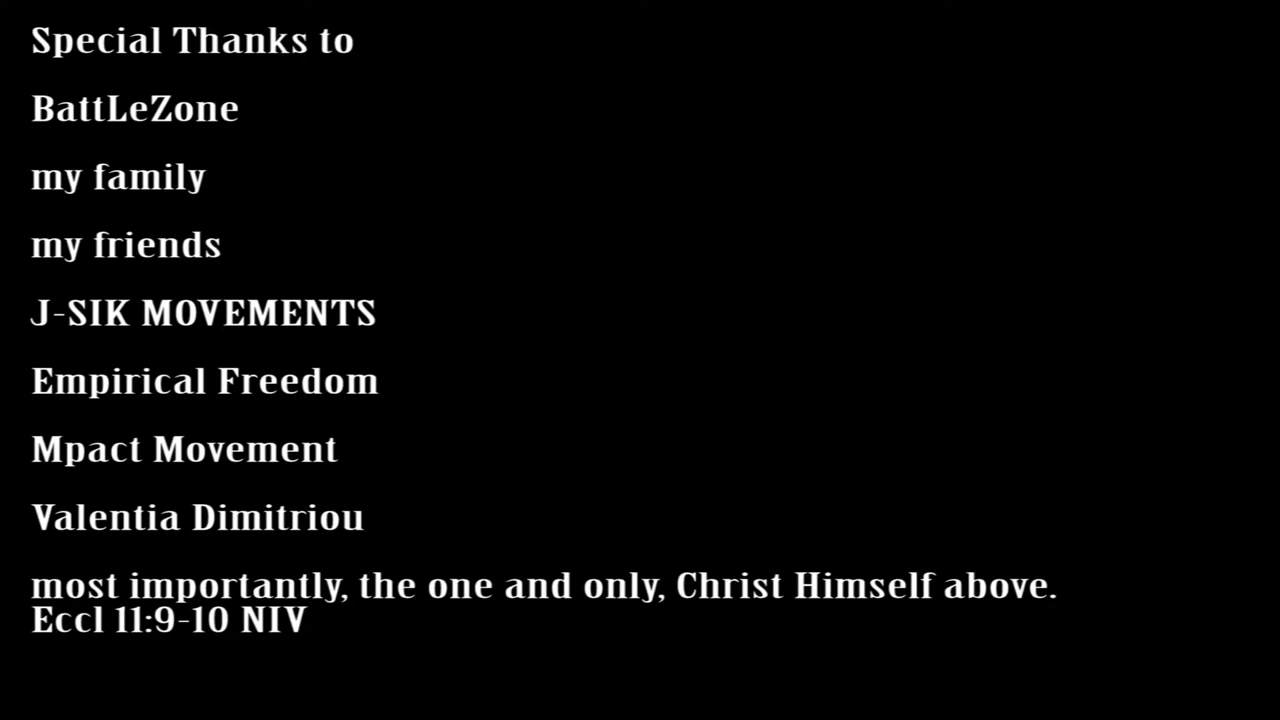 Special Thanks to
BattLeZone
my family
my friends
J-SIK MOVEMENTS
Empirical Freedom
Mpact Movement
Valentia Dimitriou
most importantly, the one and only, Christ Himself above.
Eccl 11:9-10 NIV